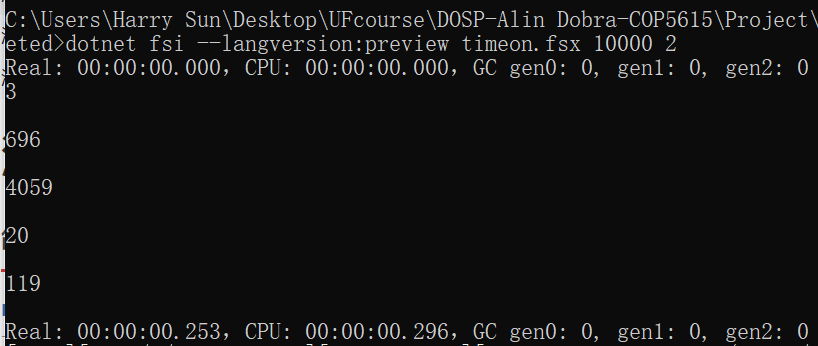 C:\Users\Harry Sun\Desktop\UFcourse\DOSP-Alin Dobra-COP5615\Project\
eted>dotnet fsi --langversion:preview timeon.fsx 10000 2
Real: 00:00:00.000, CPU: 00:00:00.000, GC gen0: 0, gen1: 0, gen2: 0
3
696
4059
20
119
Real: 00:00:00.253, CPU: 00:00:00.296, GC gen0: 0, gen1: 0, gen2: 0